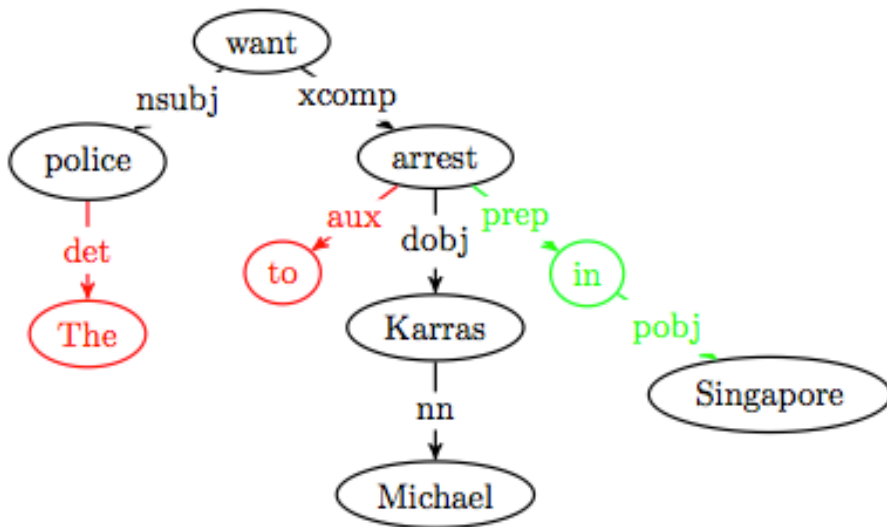 want
nsubj xcomp
police arrest
aux prep
det dobj
to in
The Karras pobj
Singapore
nn
Michael